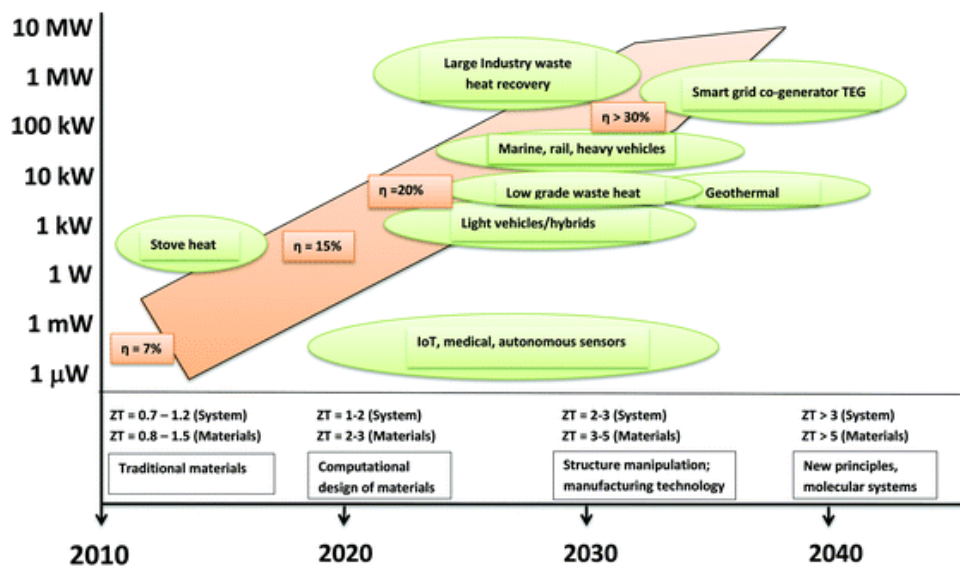 10 MW
1 MW
100 kW
10 kW
1 kW
1 W
1 mW
1 µW
Large Industry waste
heat recovery
Smart grid co-generator TEG
η > 30%
Marine, rail, heavy vehicles
η =20%
Low grade waste heat
Geothermal
Light vehicles/hybrids
Stove heat
η = 15%
η = 7%
IoT, medical, autonomous sensors
ZT = 0.7 – 1.2 (System)
ZT = 0.8 – 1.5 (Materials)
Traditional materials
ZT = 1-2 (System)
ZT = 2-3 (Materials)
Computational
design of materials
ZT = 2-3 (System)
ZT = 3-5 (Materials)
Structure manipulation;
manufacturing technology
ZT > 3 (System)
ZT > 5 (Materials)
New principles,
molecular systems
2010
2020
2030
2040